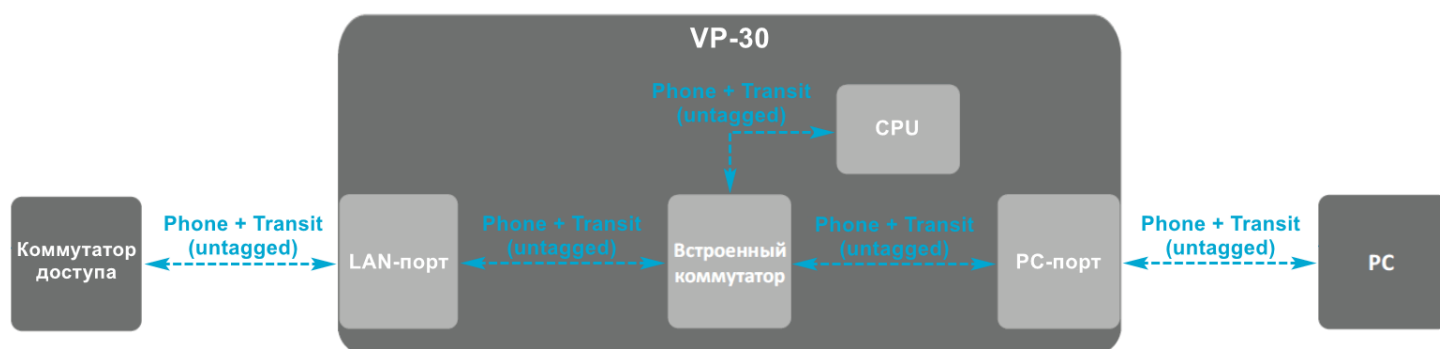 VP-30
Phone + Transit
(untagged)
CPU
Коммутатор
доступа
Phone + Transit
(untagged)
LAN-порт
Phone + Transit
(untagged)
Встроенный
коммутатор
Phone + Transit
(untagged)
PC-порт
Phone + Transit
(untagged)
PC